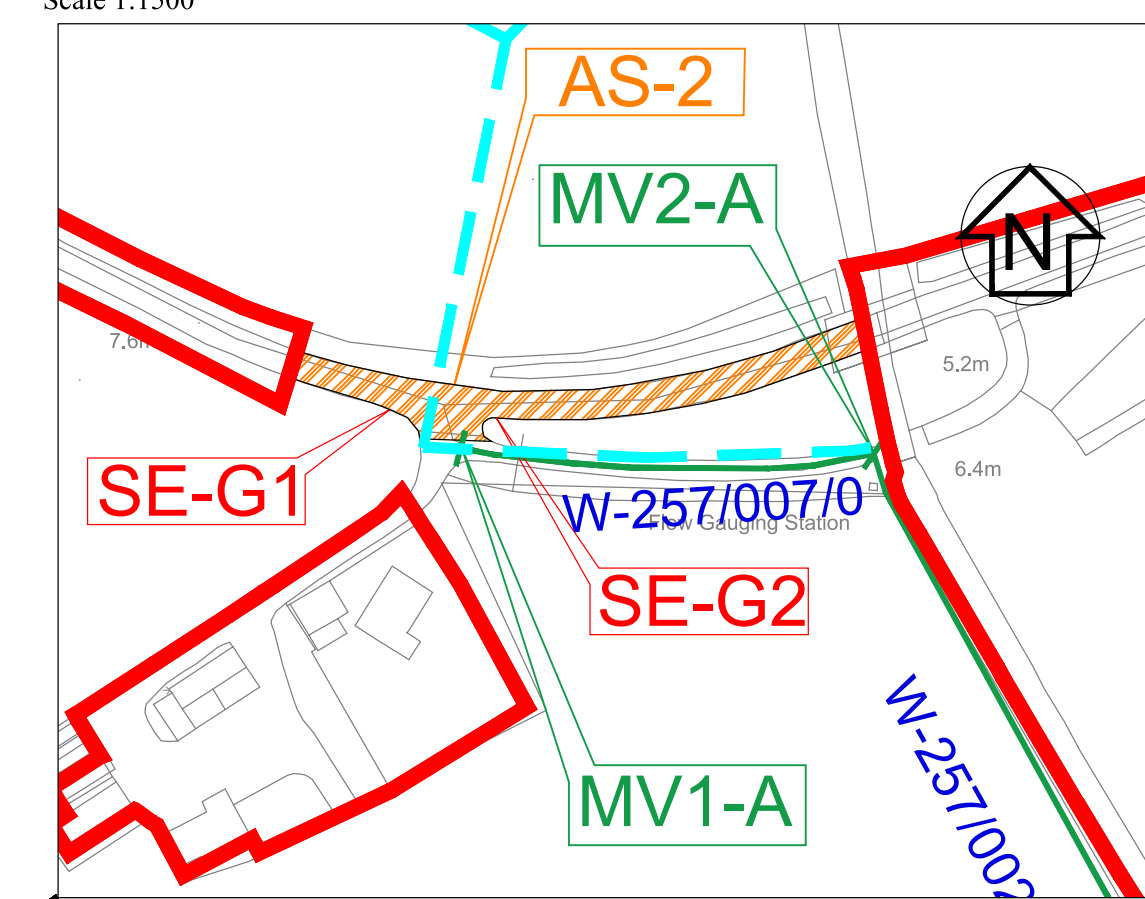 Scale 1:1500
AS-2
MV2-A
N
7.6m
5.2m
SE-G1
6.4m
W-257/007/0
Flow Gauging Station
SE-G2
W-257/002
MV1-A